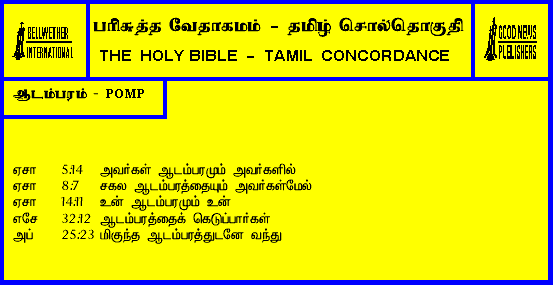 BELLWETHER
INTERNATIONAL
பரிசுத்த வேதாகமம் - தமிழ் சொல்தொகுதி
THE HOLY BIBLE - TAMIL CONCORDANCE
GOOD NEWS
PUBLISHERS
ஆடம்பரம் - POMP
ஏசா 5:14 அவர்கள் ஆடம்பரமும் அவர்களில்
ஏசா 8:7 சகல ஆடம்பரத்தையும் அவர்கள்மேல்
ஏசா 14:11 உன் ஆடம்பரமும் உன்
எசே 32:12 ஆடம்பரத்தைக் கெடுப்பார்கள்
அப் 25:23 மிகுந்த ஆடம்பரத்துடனே வந்து